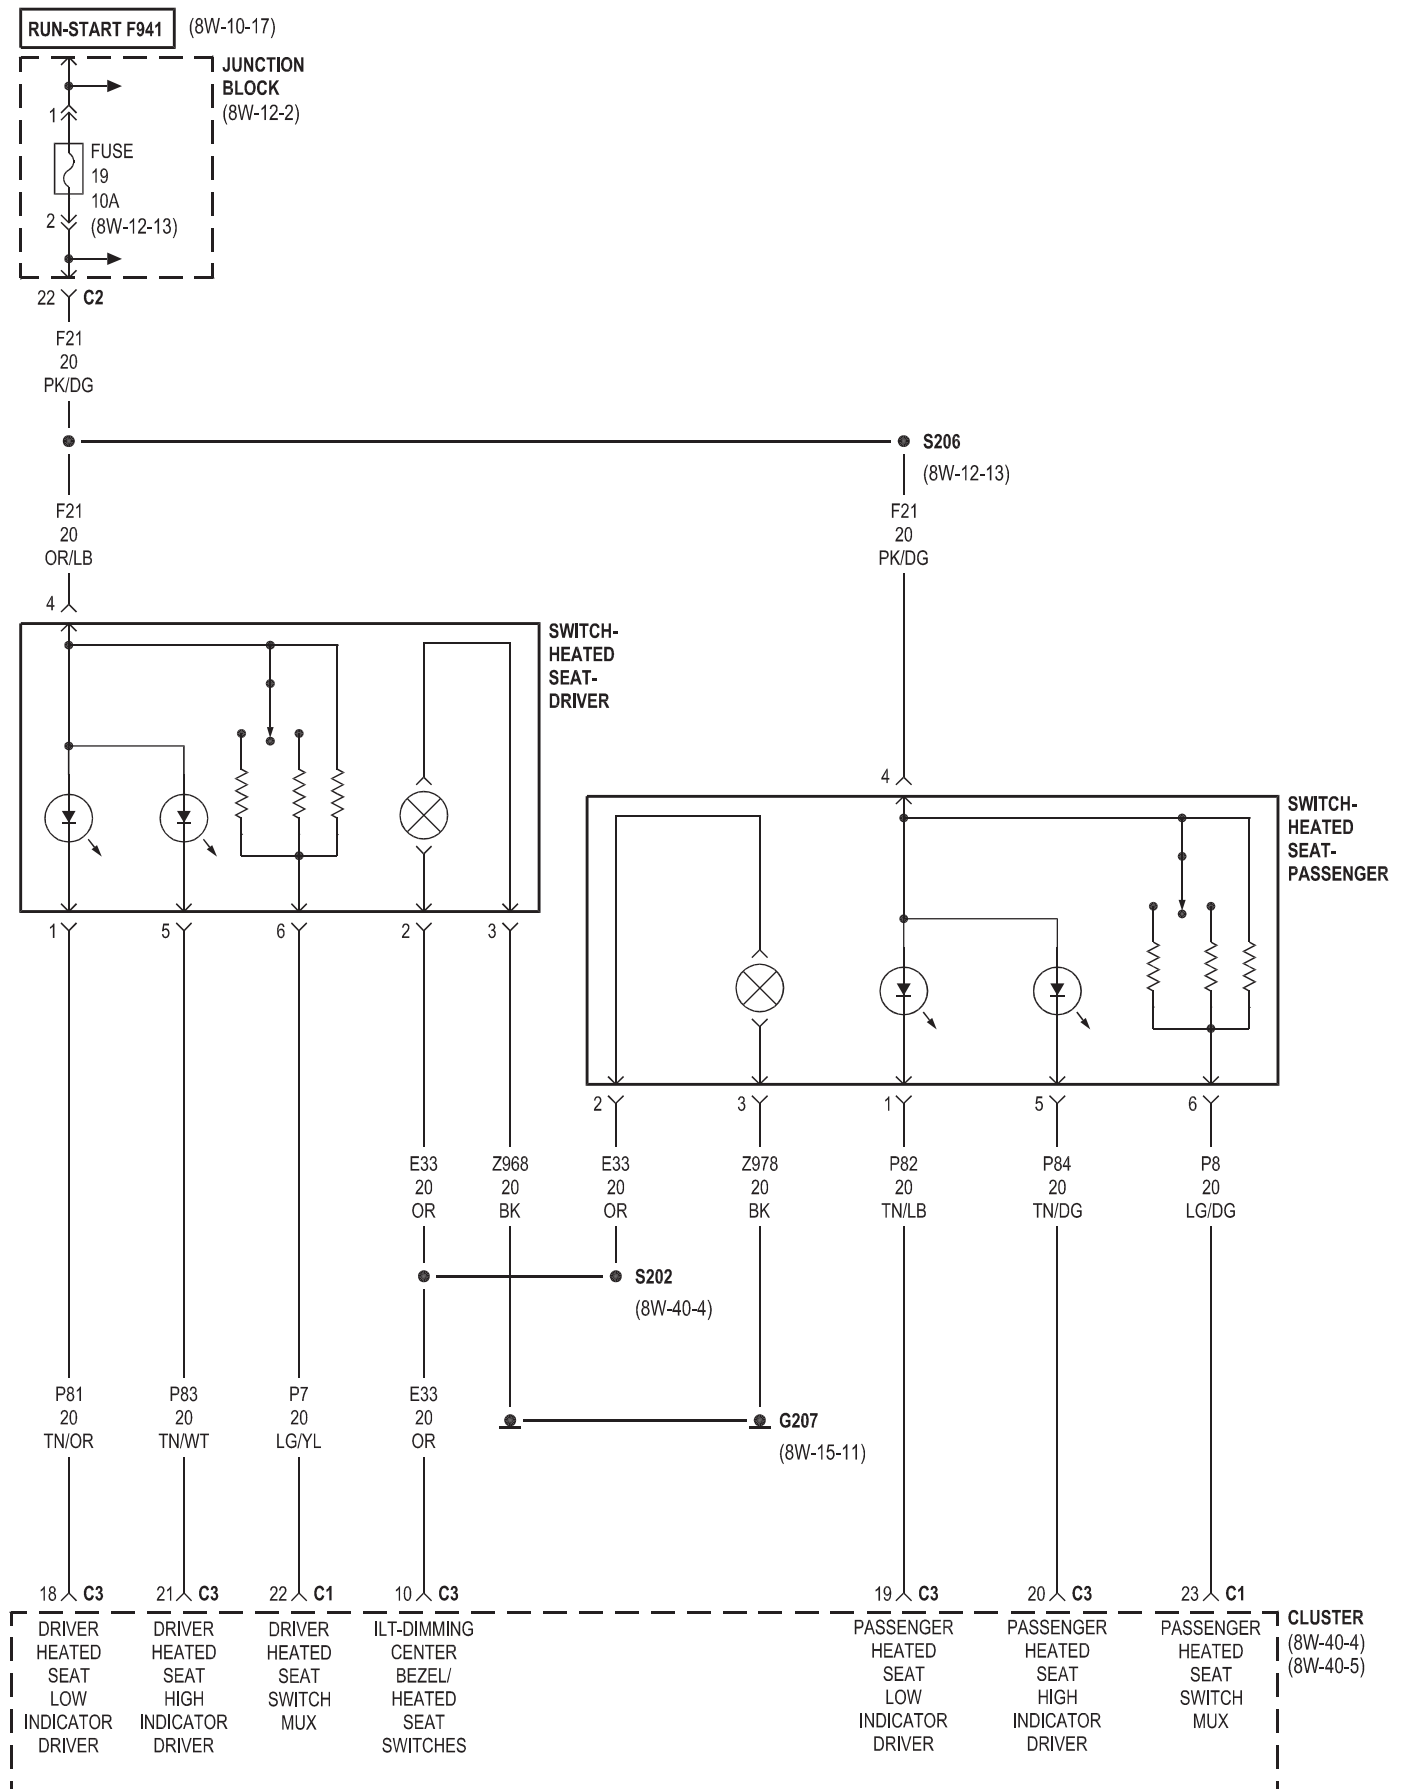 RUN-START F941
(8W-10-17)
JUNCTION
BLOCK
(8W-12-2)
1
FUSE
19
10A
(8W-12-13)
2
22
C2
F21
20
PK/DG
S206
(8W-12-13)
F21
20
OR/LB
F21
20
PK/DG
4
SWITCH-
HEATED
SEAT-
DRIVER
4
SWITCH-
HEATED
SEAT-
PASSENGER
1
5
6
2
3
2
3
1
5
6
E33
20
OR
Z968
20
BK
E33
20
OR
Z978
20
BK
P82
20
TN/LB
P84
20
TN/DG
P8
20
LG/DG
S202
(8W-40-4)
P81
20
TN/OR
P83
20
TN/WT
P7
20
LG/YL
E33
20
OR
G207
(8W-15-11)
18 C3
21 C3
22 C1
10 C3
19 C3
20 C3
23 C1
CLUSTER
(8W-40-4)
(8W-40-5)
DRIVER
HEATED
SEAT
LOW
INDICATOR
DRIVER
DRIVER
HEATED
SEAT
HIGH
INDICATOR
DRIVER
DRIVER
HEATED
SEAT
SWITCH
MUX
ILT-DIMMING
CENTER
BEZEL/
HEATED
SEAT
SWITCHES
PASSENGER
HEATED
SEAT
LOW
INDICATOR
DRIVER
PASSENGER
HEATED
SEAT
HIGH
INDICATOR
DRIVER
PASSENGER
HEATED
SEAT
SWITCH
MUX